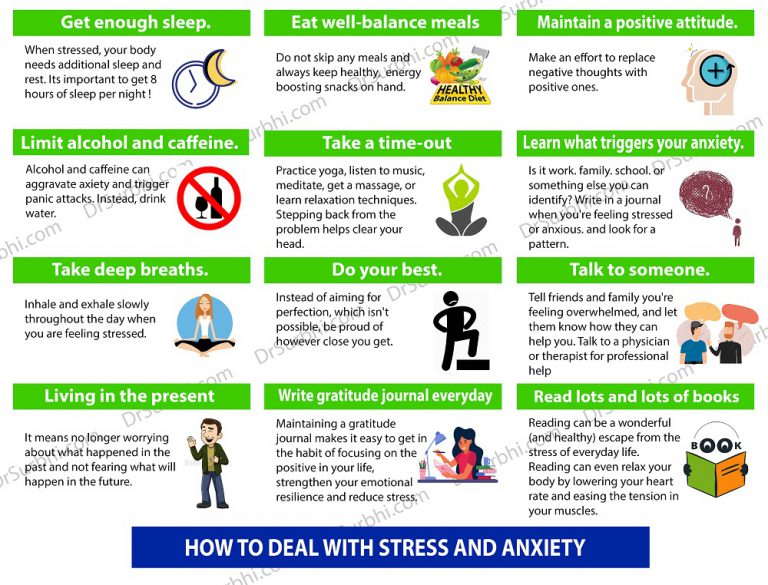 Get enough sleep.
When stressed, your body
needs additional sleep and
rest. Its important to get 8
hours of sleep per night !
Eat well-balance meals
Do not skip any meals and
always keep healthy, energy
boosting snacks on hand.
HEALTHY
Balance Diet
Maintain a positive attitude.
Make an effort to replace
negative thoughts with
positive ones.
Limit alcohol and caffeine.
Alcohol and caffeine can
aggravate axiety and trigger
panic attacks. Instead, drink
water.
Take a time-out
Practice yoga, listen to music,
meditate, get a massage, or
learn relaxation techniques.
Stepping back from the
problem helps clear your
head.
Learn what triggers your anxiety.
Is it work. family. school. or
something else you can
identify? Write in a journal
when you're feeling stressed
or anxious. and look for a
pattern.
?
Take deep breaths.
Inhale and exhale slowly
throughout the day when
you are feeling stressed.
Do your best.
Instead of aiming for
perfection, which isn't
possible, be proud of
however close you get.
Talk to someone.
Tell friends and family you're
feeling overwhelmed, and let
them know how they can
help you. Talk to a physician
or therapist for professional
help
Living in the present
It means no longer worrying
about what happened in the
past and not fearing what will
happen in the future.
Write gratitude journal everyday
Maintaining a gratitude
journal makes it easy to get in
the habit of focusing on the
positive in your life,
strengthen your emotional
resilience and reduce stress.
Read lots and lots of books
Reading can be a wonderful
(and healthy) escape from the
stress of everyday life.
Reading can even relax your
body by lowering your heart
rate and easing the tension in
your muscles.
BOOK
HOW TO DEAL WITH STRESS AND ANXIETY
DrSurbhi.com